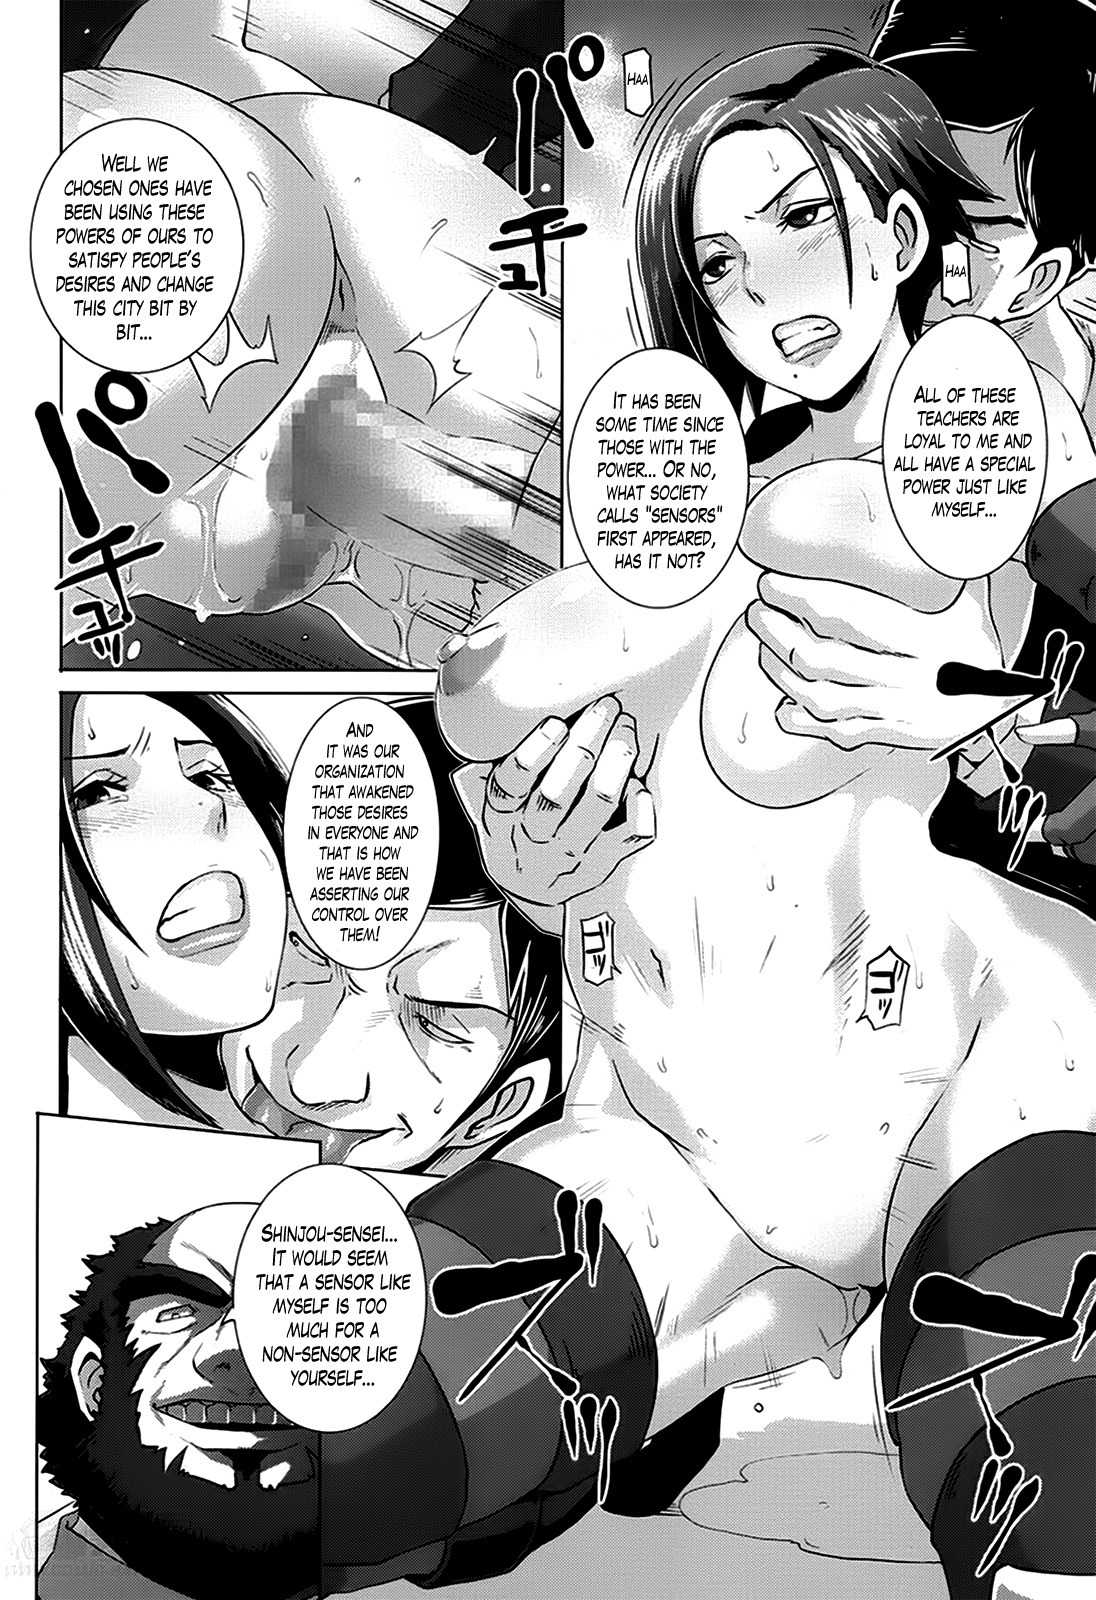 HAA
HAA
ALL OF THESE
TEACHERS ARE
LOYAL TO ME AND
ALL HAVE A SPECIAL
POWER JUST LIKE
MYSELF...
IT HAS BEEN
SOME TIME SINCE
THOSE WITH THE
POWER... OR NO,
WHAT SOCIETY
CALLS "SENSORS"
FIRST APPEARED,
HAS IT NOT?
パン
チュ
ゴッ
ゴッ
WELL WE
CHOSEN ONES HAVE
BEEN USING THESE
POWERS OF OURS TO
SATISFY PEOPLE'S
DESIRES AND CHANGE
THIS CITY BIT BY
BIT...
パン
チュッ
AND
IT WAS OUR
ORGANIZATION
THAT AWAKENED
THOSE DESIRES
IN EVERYONE AND
THAT IS HOW
WE HAVE BEEN
ASSERTING OUR
CONTROL OVER
THEM!
SHINJOU-SENSEI...
IT WOULD SEEM
THAT A SENSOR LIKE
MYSELF IS TOO
MUCH FOR A
NON-SENSOR LIKE
YOURSELF...